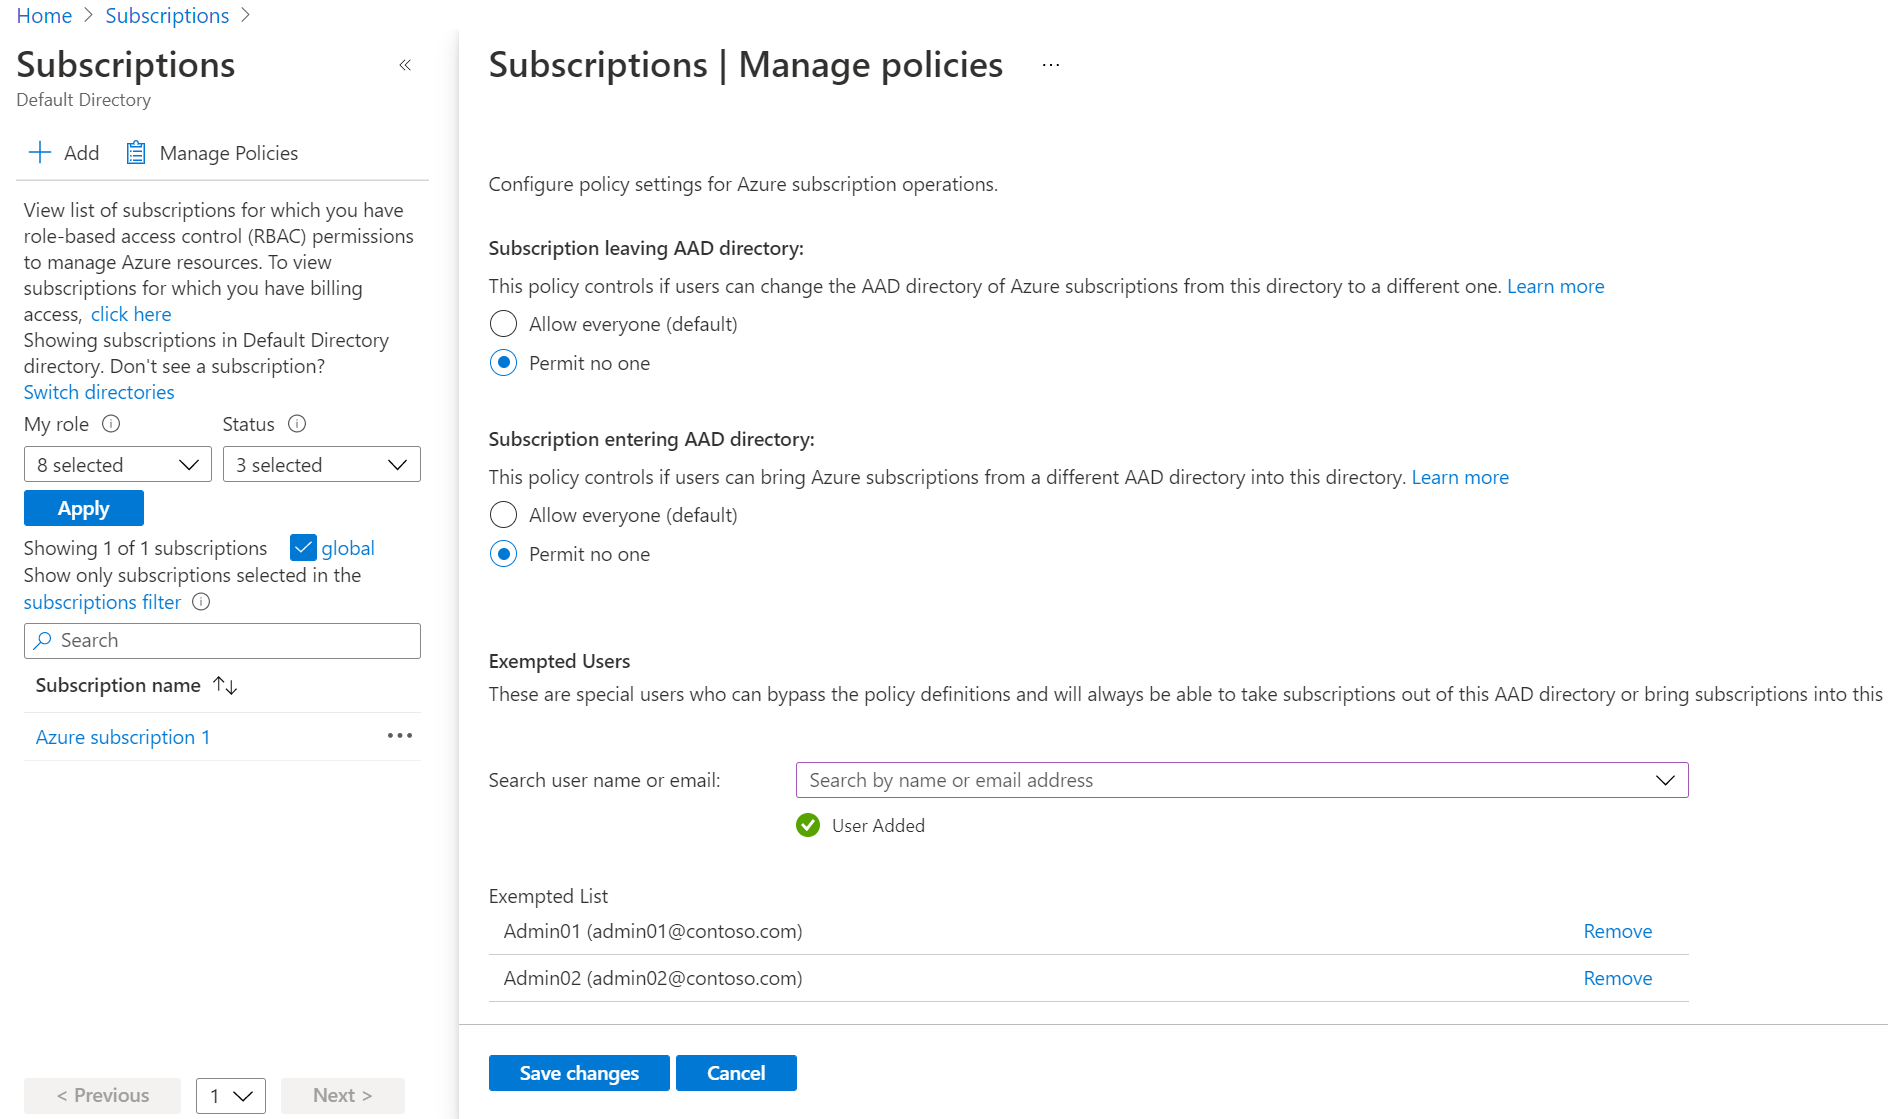 Home > Subscriptions >
Subscriptions
«
Default Directory
+ Add Manage Policies
View list of subscriptions for which you have
role-based access control (RBAC) permissions
to manage Azure resources. To view
subscriptions for which you have billing
access, click here
Showing subscriptions in Default Directory
directory. Don't see a subscription?
Switch directories
My role Status
8 selected 3 selected
Apply
Showing 1 of 1 subscriptions global
Show only subscriptions selected in the
subscriptions filter
Search
Subscription name ↑↓
Azure subscription 1 •••
< Previous 1 Next >
Subscriptions | Manage policies ...
Configure policy settings for Azure subscription operations.
Subscription leaving AAD directory:
This policy controls if users can change the AAD directory of Azure subscriptions from this directory to a different one. Learn more
Allow everyone (default)
Permit no one
Subscription entering AAD directory:
This policy controls if users can bring Azure subscriptions from a different AAD directory into this directory. Learn more
Allow everyone (default)
Permit no one
Exempted Users
These are special users who can bypass the policy definitions and will always be able to take subscriptions out of this AAD directory or bring subscriptions into this
Search user name or email: Search by name or email address
User Added
Exempted List
Admin01 (admin01@contoso.com) Remove
Admin02 (admin02@contoso.com) Remove
Save changes Cancel